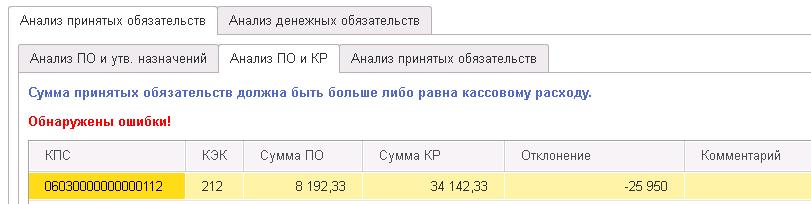 Анализ принятых обязательств Анализ денежных обязательств
Анализ ПО и утв. назначений Анализ ПО и КР Анализ принятых обязательств
Сумма принятых обязательств должна быть больше либо равна кассовому расходу.
Обнаружены ошибки!
КПС КЭК Сумма ПО Сумма КР Отклонение Комментарий
06030000000000112 212 8 192,33 34 142,33 -25 950